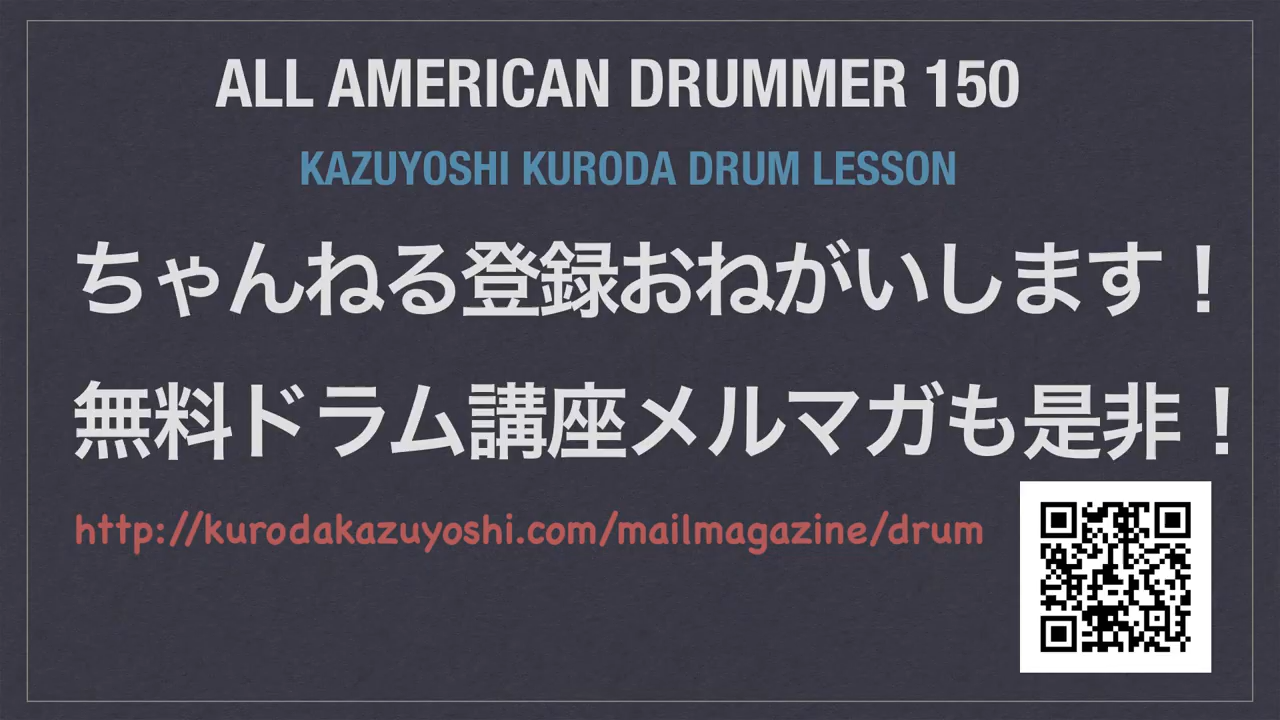 ALL AMERICAN DRUMMER 150
KAZUYOSHI KURODA DRUM LESSON
ちゃんねる登録おねがいします！
無料ドラム講座メルマガも是非！
http://kurodakazuyoshi.com/mailmagazine/drum